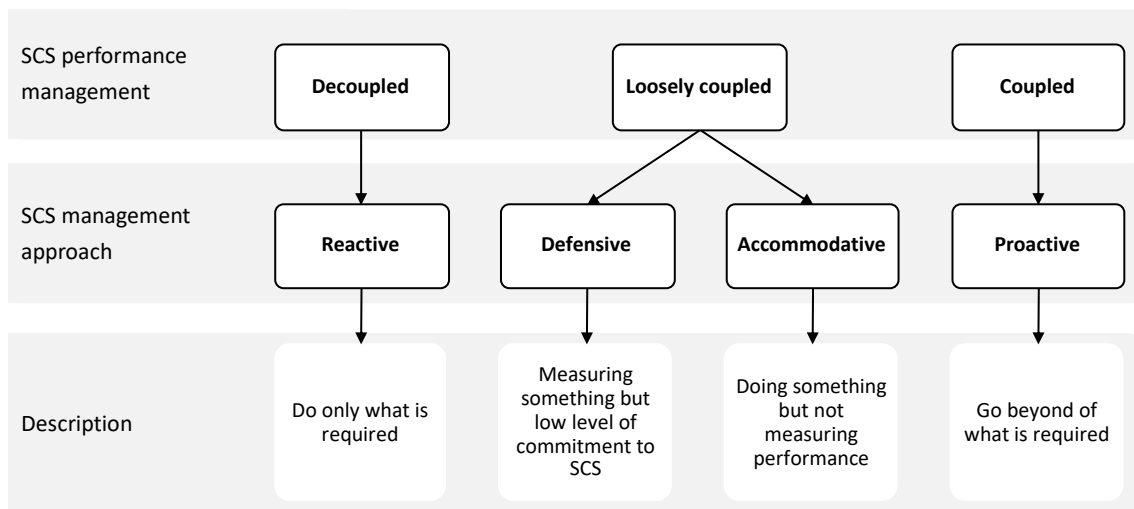 SCS performance
management
Decoupled
Loosely coupled
Coupled
SCS management
approach
Reactive
Defensive
Accommodative
Proactive
Description
Do only what is
required
Measuring
something but
low level of
commitment to
SCS
Doing something
but not
measuring
performance
Go beyond of
what is required